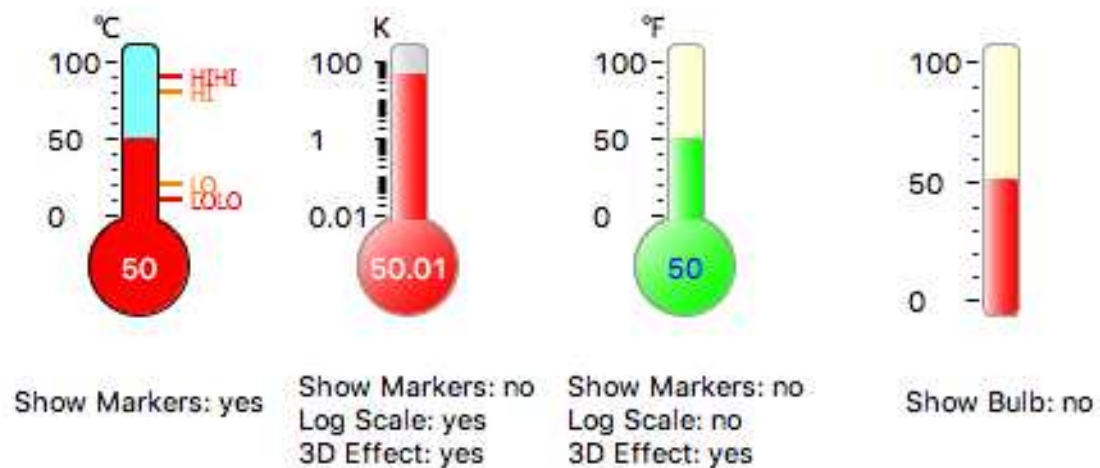 °C
100
50
0
HIHI
HI
LO
LOLO
50
Show Markers: yes
K
100
1
0.01
50.01
Show Markers: no
Log Scale: yes
3D Effect: yes
°F
100
50
0
50
Show Markers: no
Log Scale: no
3D Effect: yes
100
50
0
Show Bulb: no